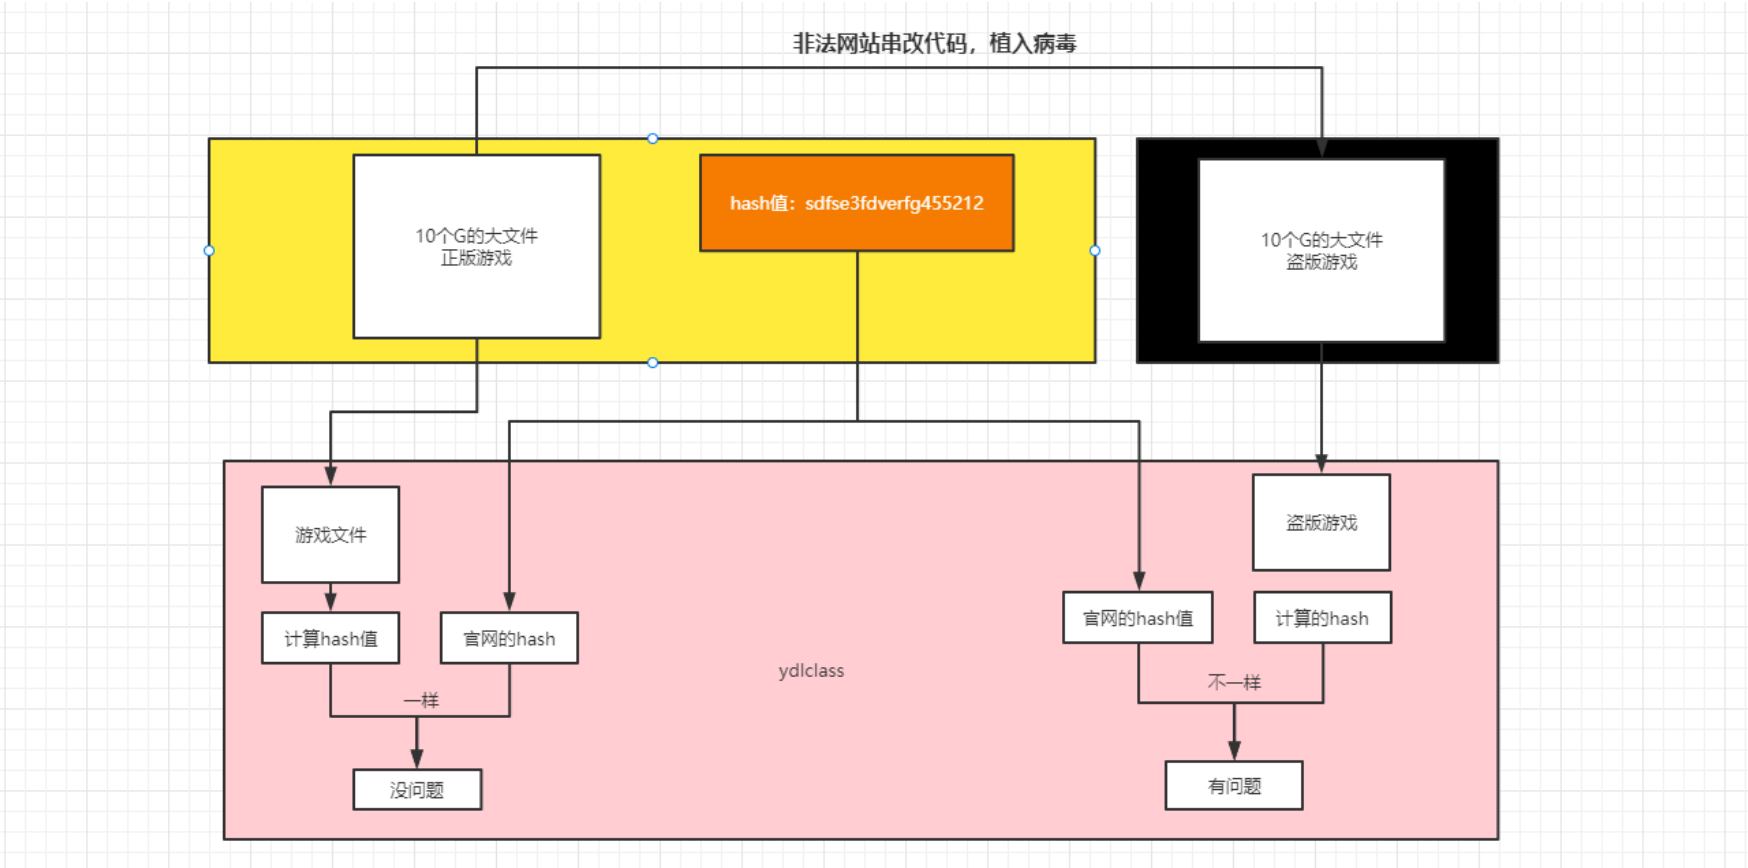 非法网站串改代码，植入病毒
10个G的大文件
正版游戏
hash值：sdfse3fdverfg455212
10个G的大文件
盗版游戏
游戏文件
盗版游戏
计算hash值
官网的hash
官网的hash值
计算的hash
ydlclass
一样
不一样
没问题
有问题